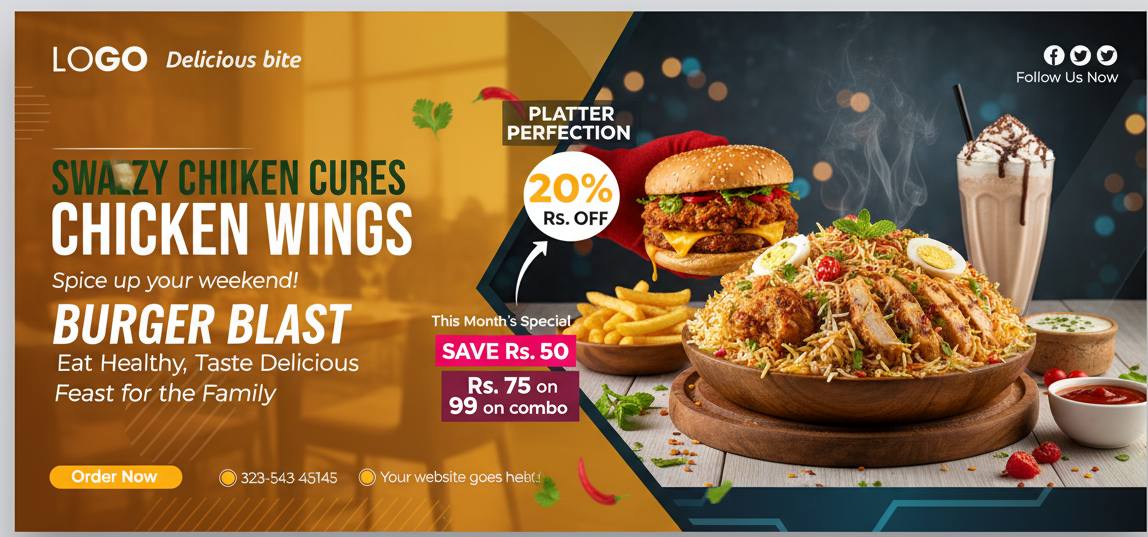 LOGO Delicious bite
Follow Us Now
PLATTER
PERFECTION
20%
Rs. OFF
CHIIKEN CURES
CHICKEN WINGS
Spice up your weekend!
BURGER BLAST
Eat Healthy, Taste Delicious
Feast for the Family
This Month's Special
SAVE Rs. 50
Rs. 75 on
99 on combo
Order Now
323-543 45145
Your website goes